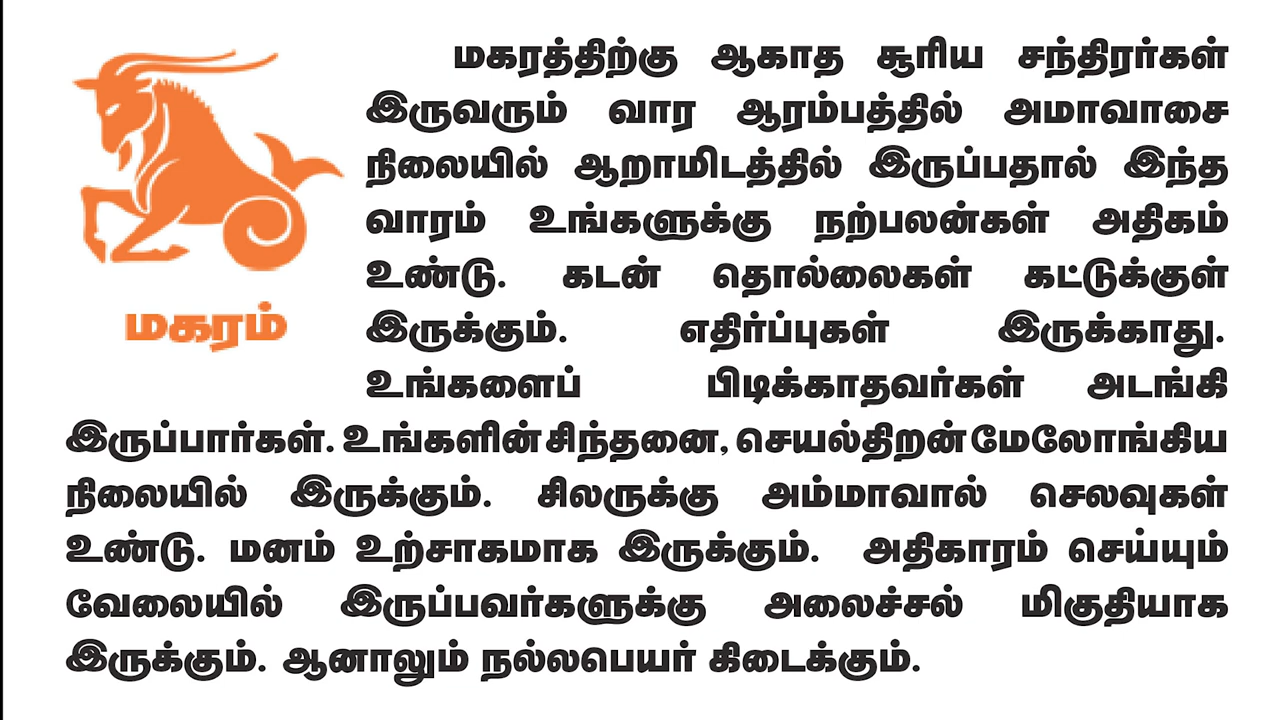 மகரத்திற்கு ஆகாத சூரிய சந்திரர்கள்
இருவரும் வார ஆரம்பத்தில் அமாவாசை
நிலையில் ஆறாமிடத்தில் இருப்பதால் இந்த
வாரம் உங்களுக்கு நற்பலன்கள் அதிகம்
உண்டு. கடன் தொல்லைகள் கட்டுக்குள்
இருக்கும். எதிர்ப்புகள் இருக்காது.
உங்களைப் பிடிக்காதவர்கள் அடங்கி
இருப்பார்கள். உங்களின் சிந்தனை, செயல்திறன் மேலோங்கிய
நிலையில் இருக்கும். சிலருக்கு அம்மாவால் செலவுகள்
உண்டு. மனம் உற்சாகமாக இருக்கும். அதிகாரம் செய்யும்
வேலையில் இருப்பவர்களுக்கு அலைச்சல் மிகுதியாக
இருக்கும். ஆனாலும் நல்லபெயர் கிடைக்கும்.
மகரம்